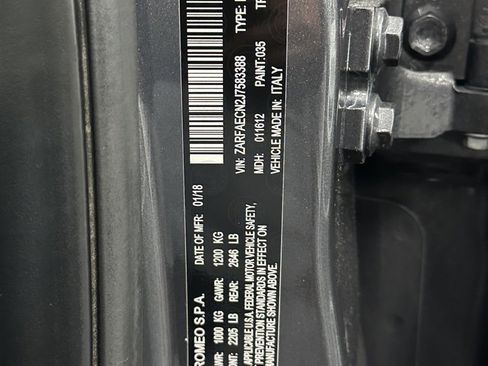 ROMEO S.P.A.
DATE OF MFR: 01/18
GAWR: 1200 KG
1000 KG
2205 LB REAR: 2646 LB
APPLICABLE U.S.A. FEDERAL MOTOR VEHICLE SAFETY,
T PREVENTION STANDARDS IN EFFECT ON
MANUFACTURE SHOWN ABOVE.
VIN: ZARFAECN2J7583388 TYPE:
MDH: 011612 PAINT:035 TR
VEHICLE MADE IN: ITALY